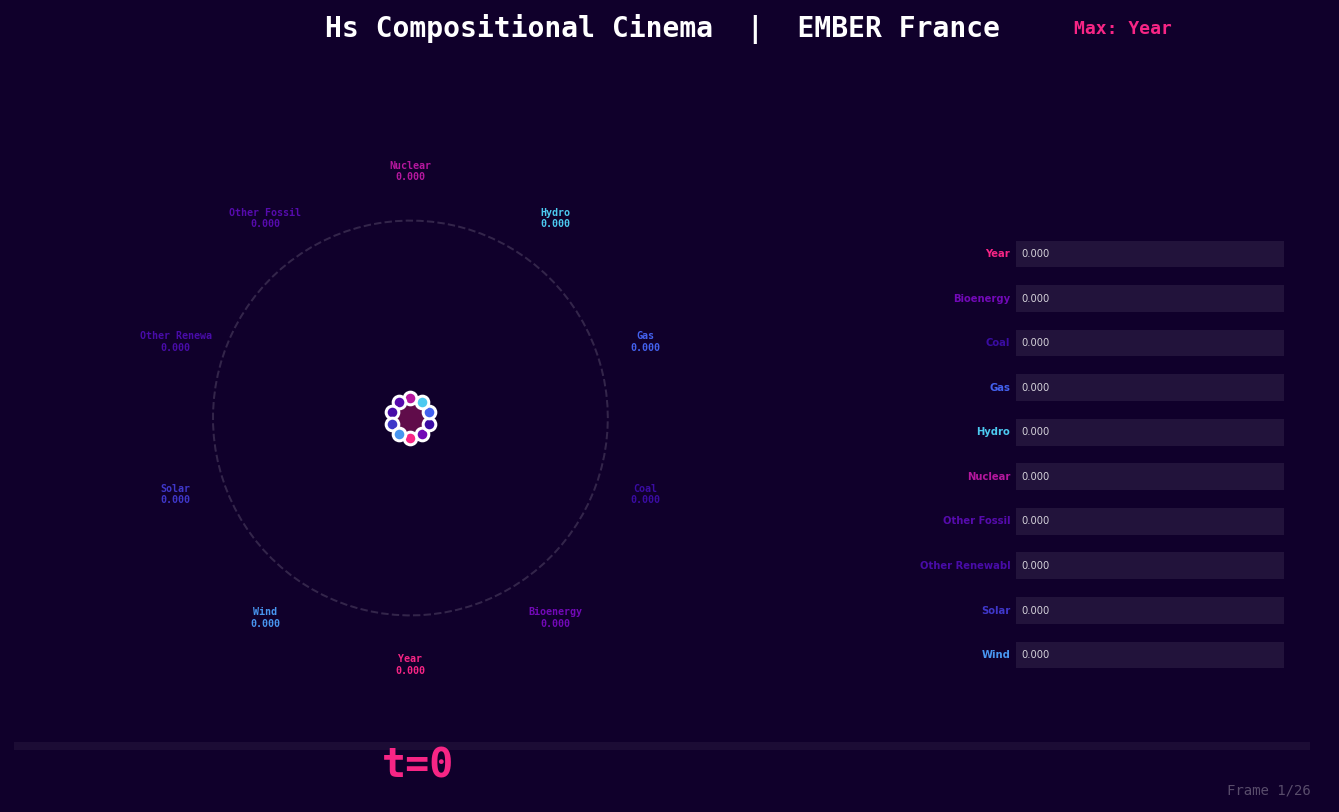 Hs Compositional Cinema | EMBER France
Max: Year
Nuclear
0.000
Other Fossil
0.000
Hydro
0.000
Other Renewa
0.000
Gas
0.000
Solar
0.000
Coal
0.000
Wind
0.000
Bioenergy
0.000
Year
0.000
Year 0.000
Bioenergy 0.000
Coal 0.000
Gas 0.000
Hydro 0.000
Nuclear 0.000
Other Fossil 0.000
Other Renewabl 0.000
Solar 0.000
Wind 0.000
t=0
Frame 1/26